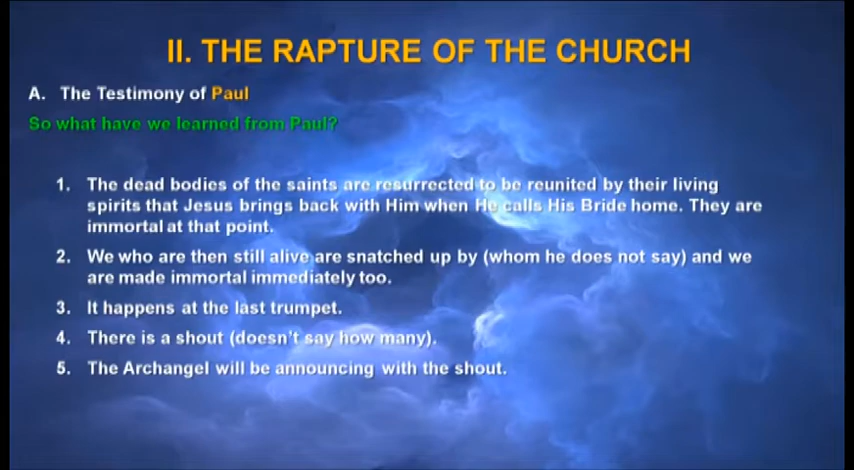 II. THE RAPTURE OF THE CHURCH
A. The Testimony of Paul
So what have we learned from Paul?
1. The dead bodies of the saints are resurrected to be reunited by their living
spirits that Jesus brings back with Him when He calls His Bride home. They are
immortal at that point.
2. We who are then still alive are snatched up by (whom he does not say) and we
are made immortal immediately too.
3. It happens at the last trumpet.
4. There is a shout (doesn't say how many).
5. The Archangel will be announcing with the shout.